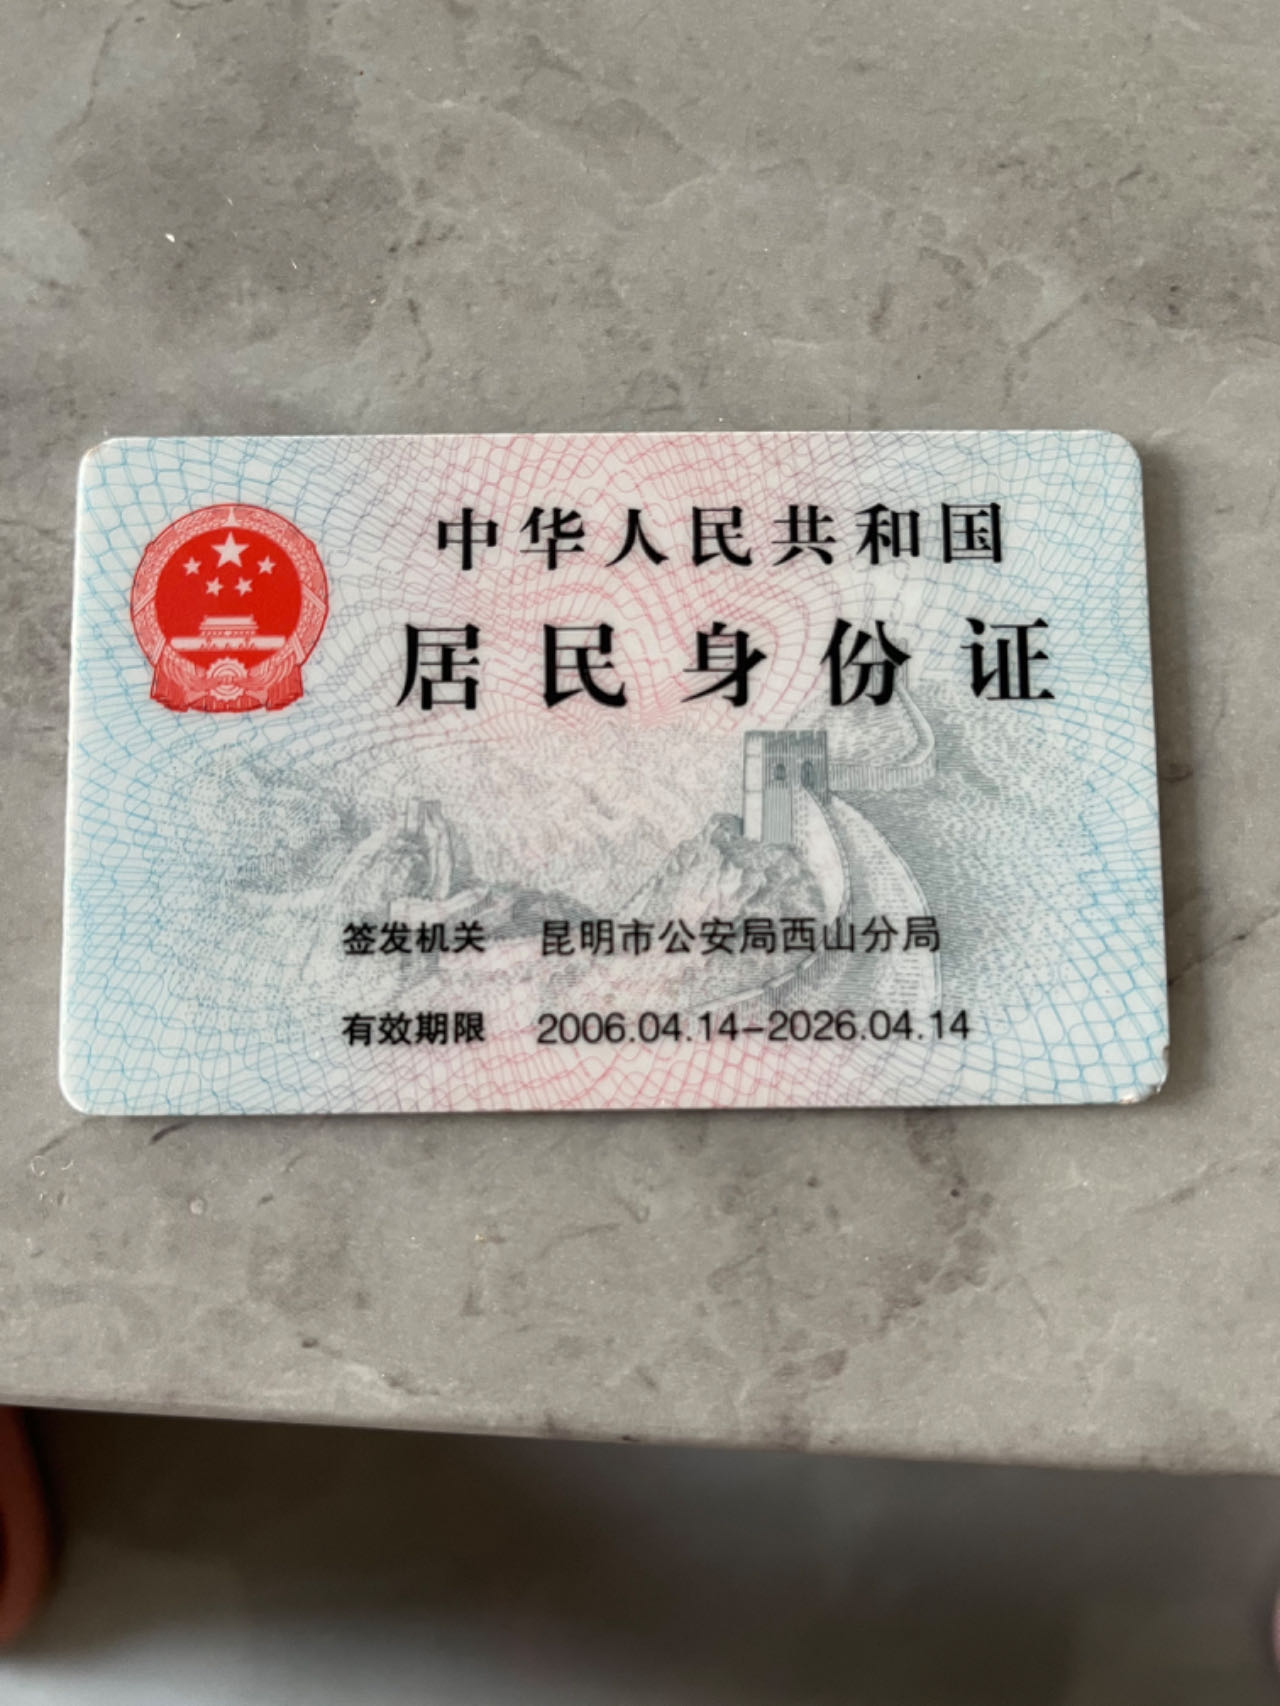 中华人民共和国
居民身份证
签发机关 昆明市公安局西山分局
有效期限 2006.04.14-2026.04.14